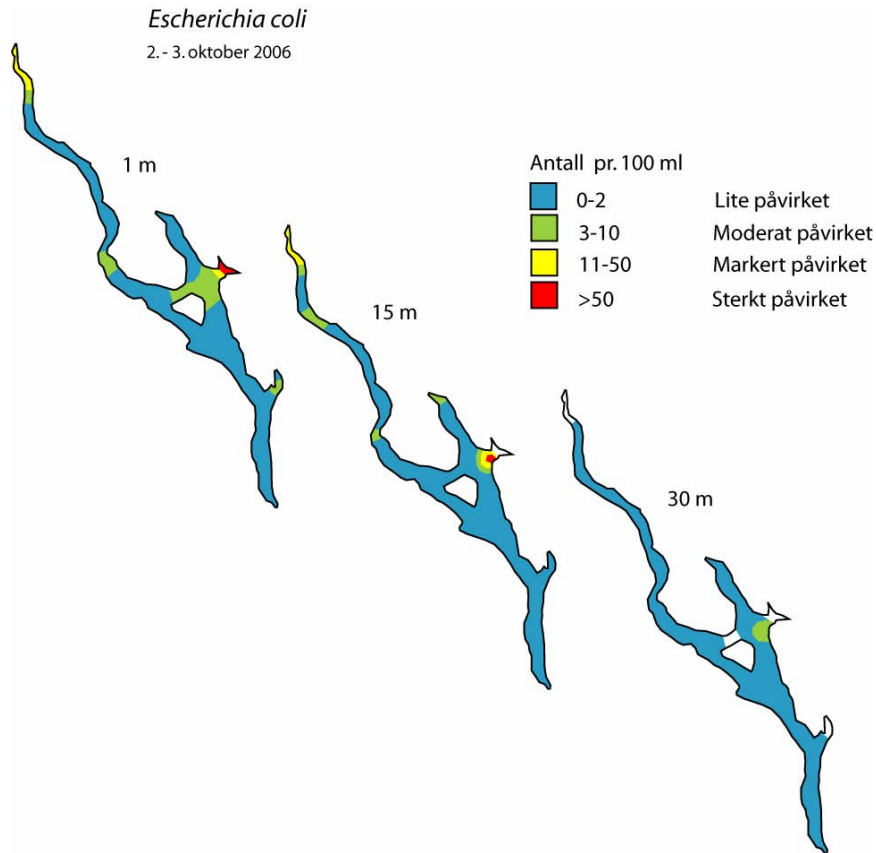 Escherichia coli
2. - 3. oktober 2006
1 m
15 m
30 m
Antall pr. 100 ml
0-2 Lite påvirket
3-10 Moderat påvirket
11-50 Markert påvirket
>50 Sterkt påvirket